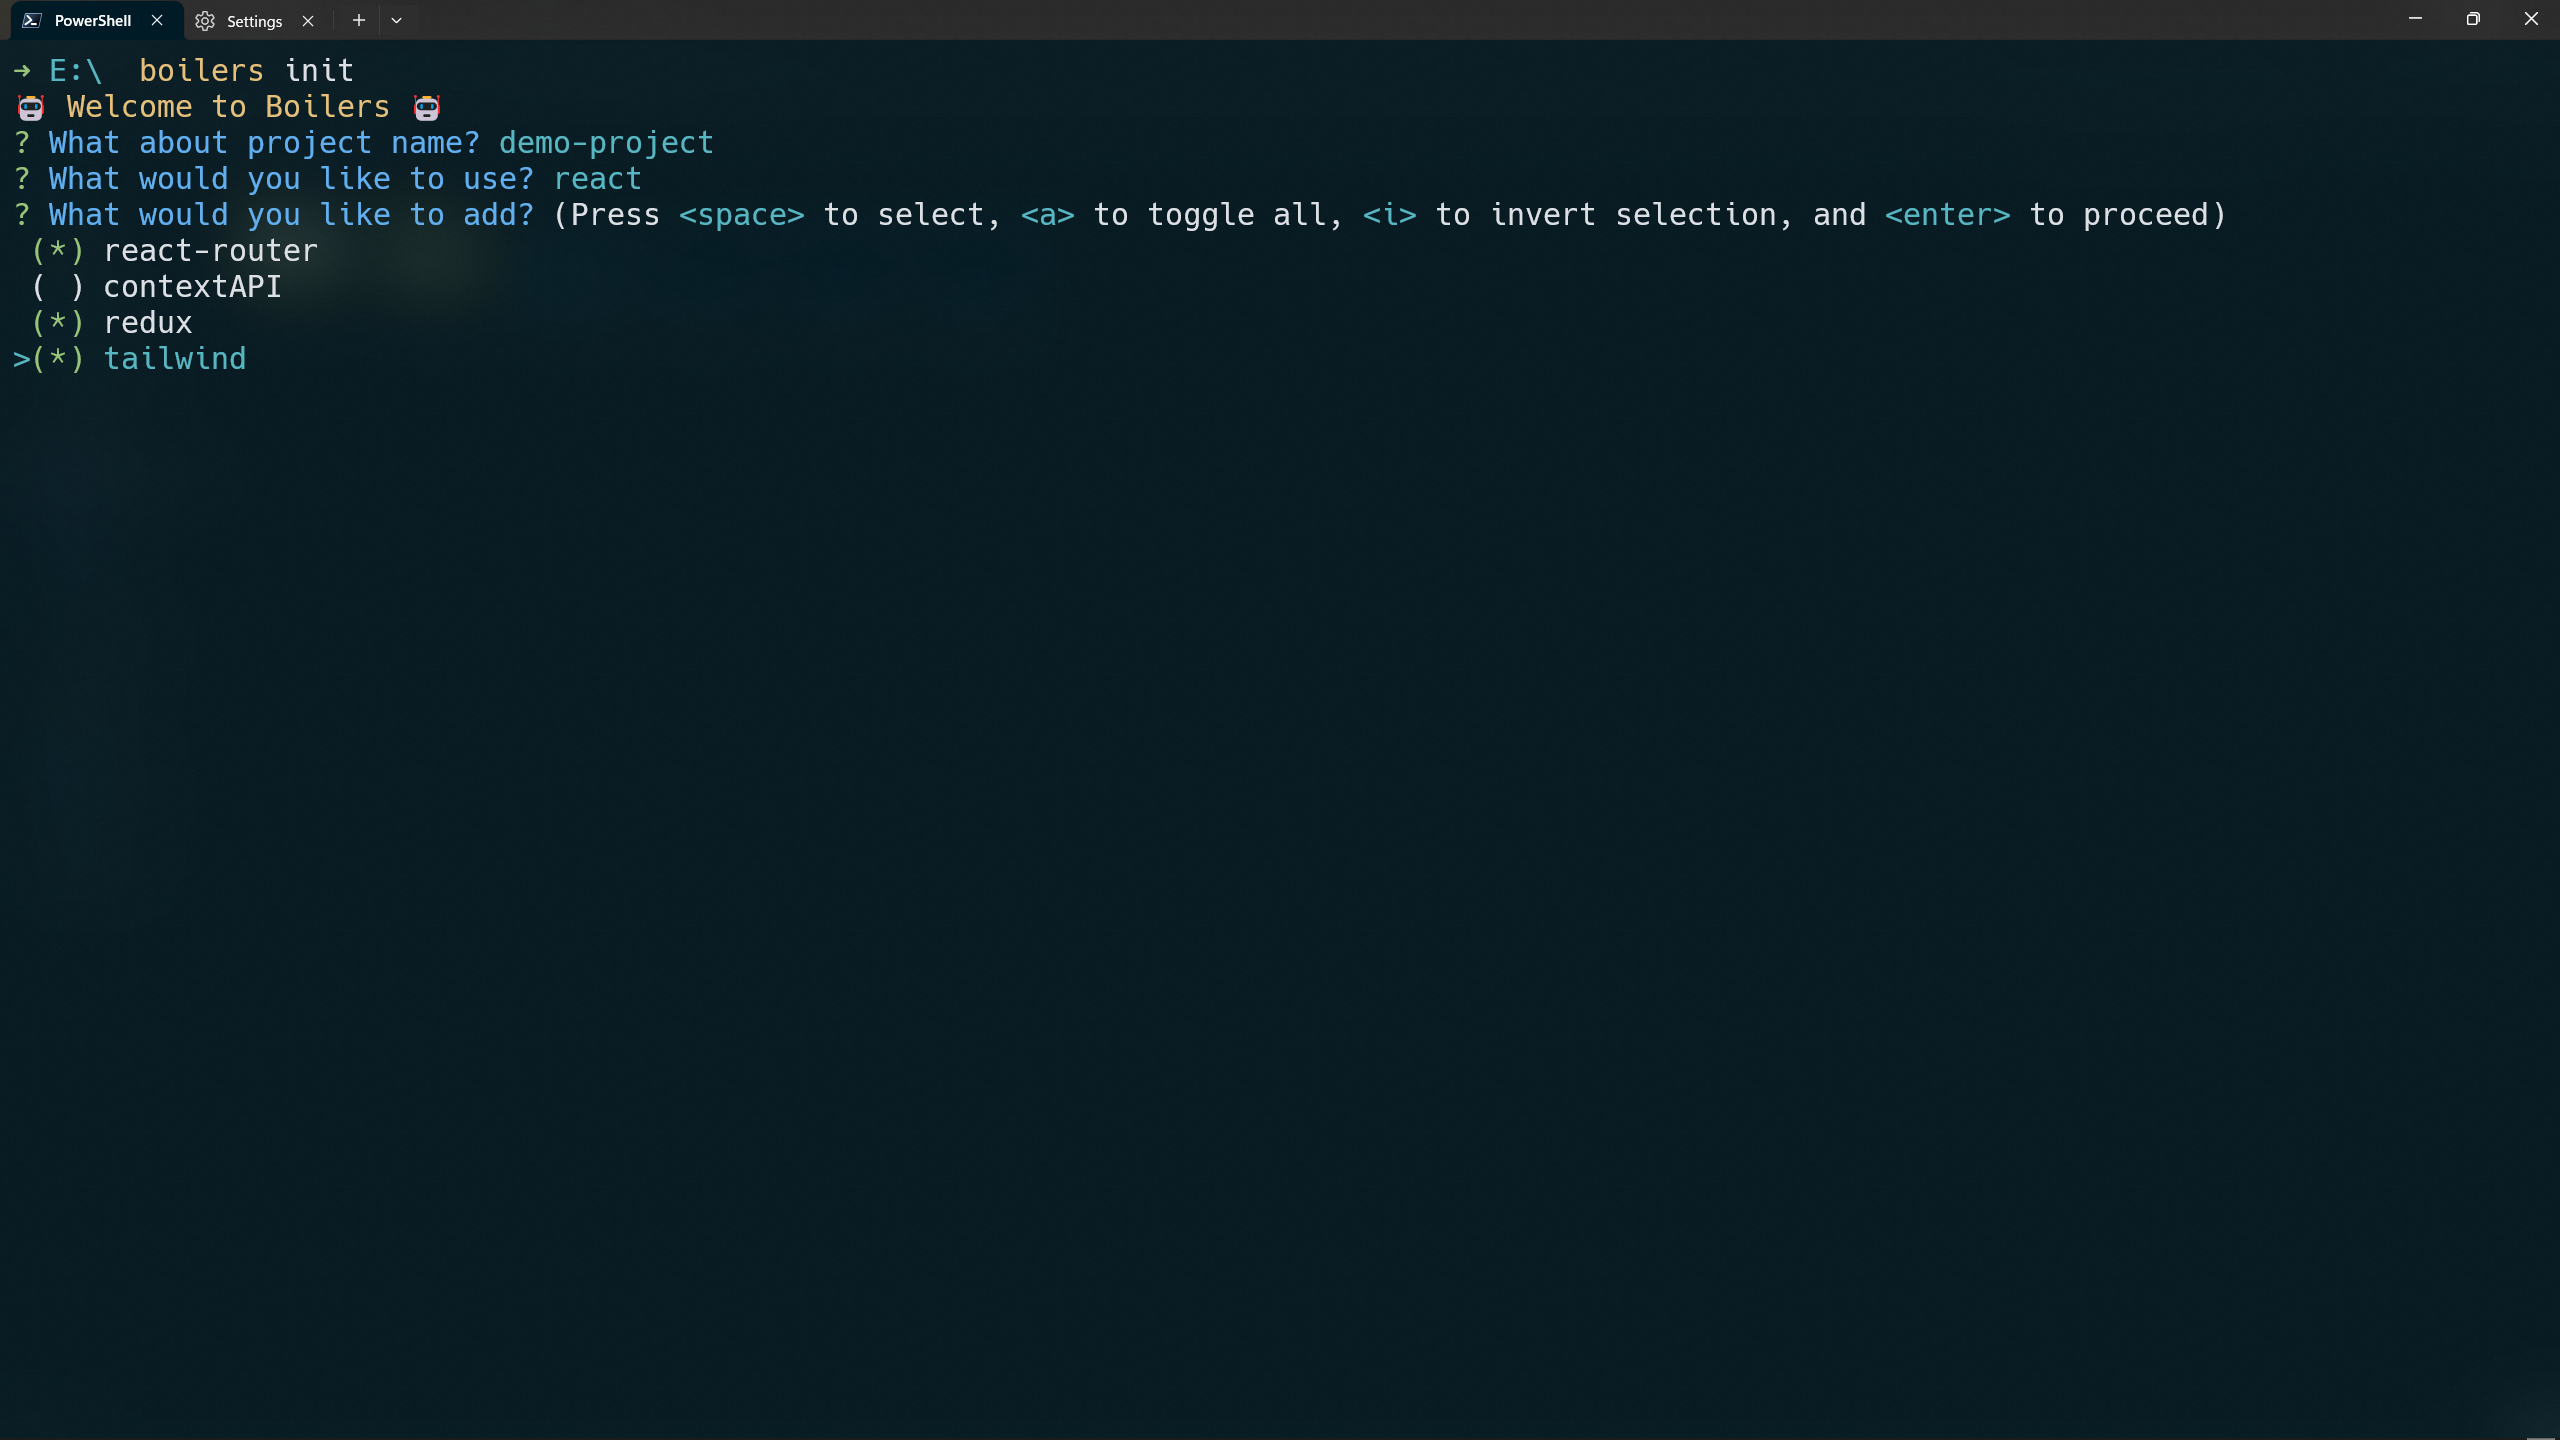 PowerShell Settings
→ E:\  boilers init
🤖 Welcome to Boilers 🤖
? What about project name? demo-project
? What would you like to use? react
? What would you like to add? (Press <space> to select, <a> to toggle all, <i> to invert selection, and <enter> to proceed)
 (*) react-router
 ( ) contextAPI
 (*) redux
>(*) tailwind